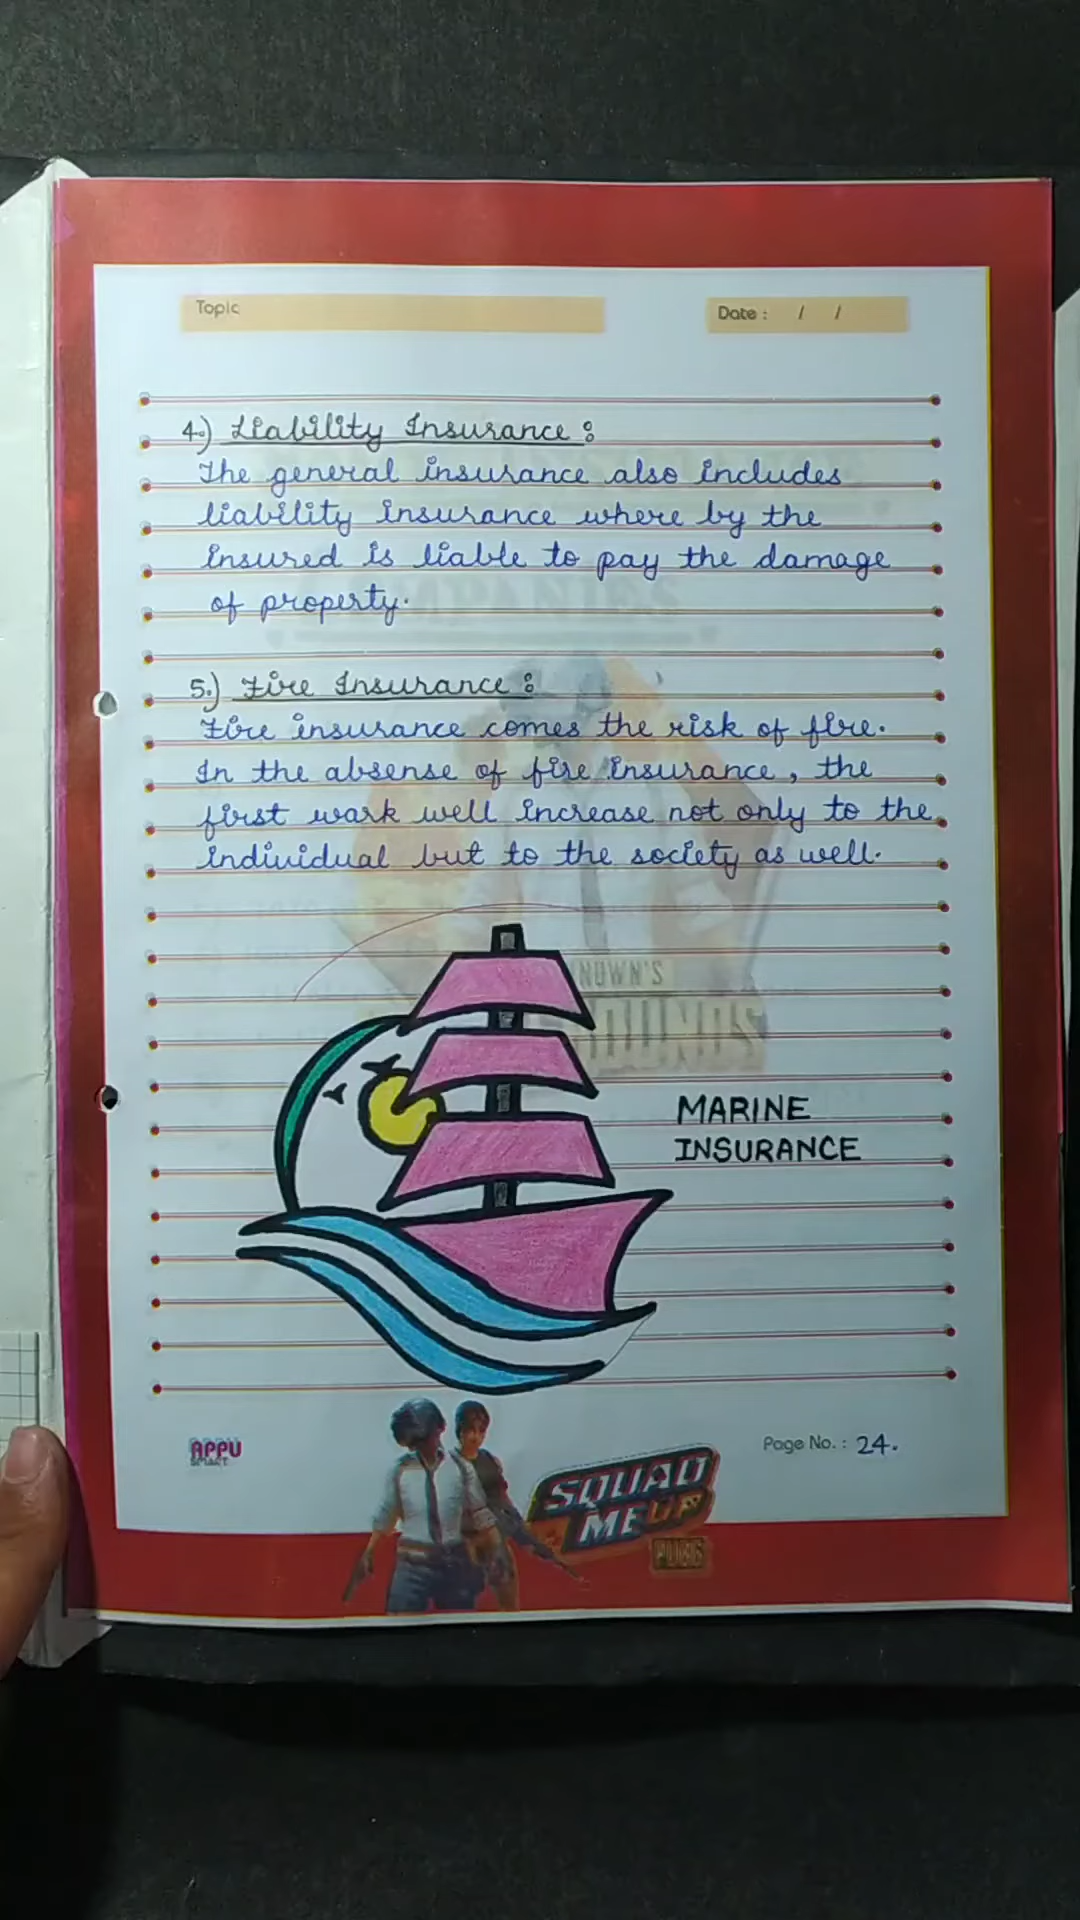 Topic
Date : / /
4.) Liability Insurance :
The general insurance also includes
liability insurance where by the
insured is liable to pay the damage
of property.
5.) Fire Insurance :
Fire insurance comes the risk of fire.
In the absense of fire insurance, the
first wark well increase not only to the
individual but to the society as well.
NOWN'S
MARINE
INSURANCE
APPU
SMART
Page No. : 24.
SQUAD
ME UP
PUBG